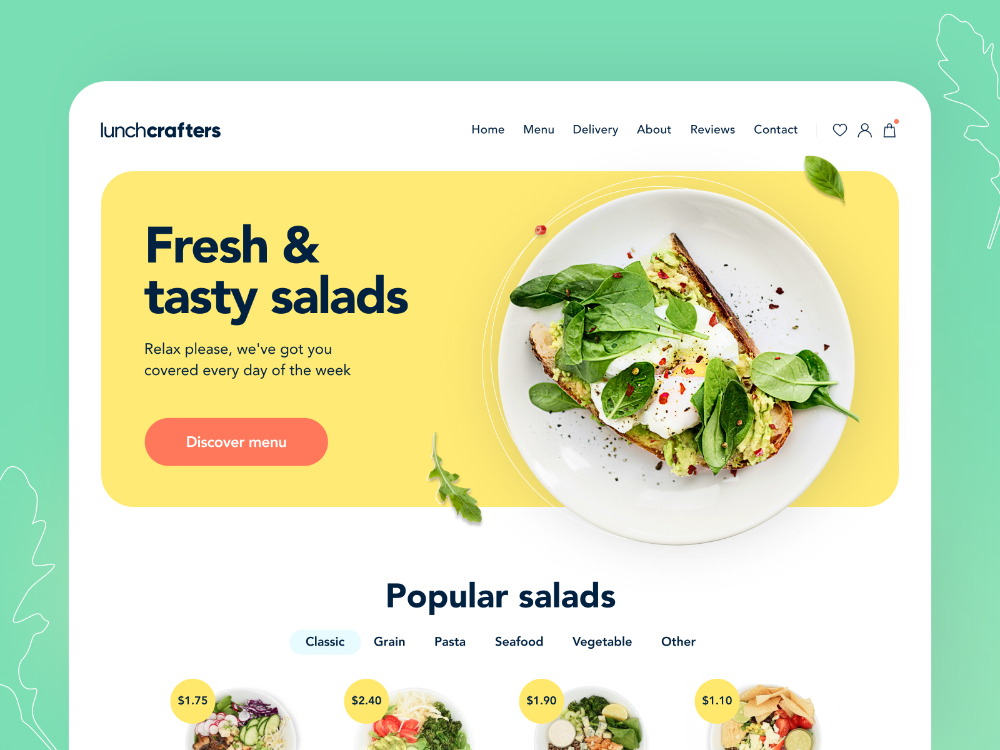 lunchcrafters
Home Menu Delivery About Reviews Contact
Fresh &
tasty salads
Relax please, we've got you
covered every day of the week
Discover menu
Popular salads
Classic Grain Pasta Seafood Vegetable Other
$1.75 $2.40 $1.90 $1.10